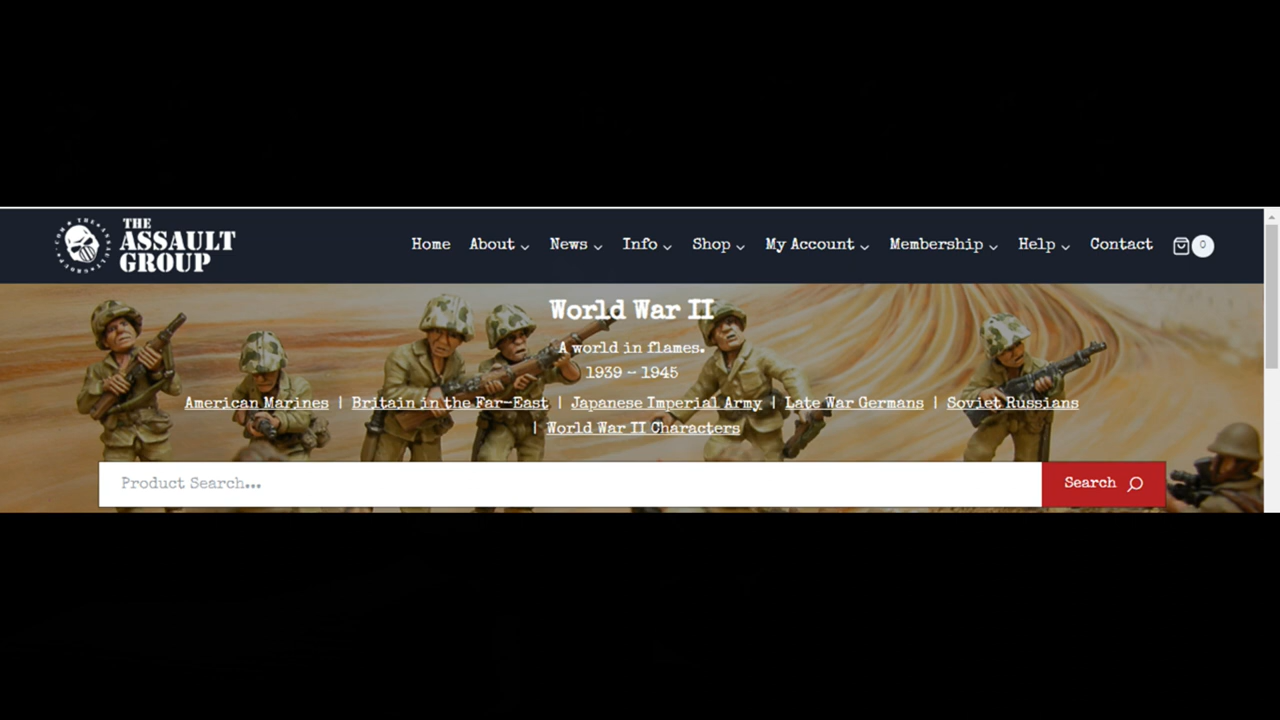 THE
ASSAULT
GROUP
Home About News Info Shop My Account Membership Help Contact 0
World War II
A world in flames.
1939 – 1945
American Marines | Britain in the Far-East | Japanese Imperial Army | Late War Germans | Soviet Russians
| World War II Characters
Product Search... Search